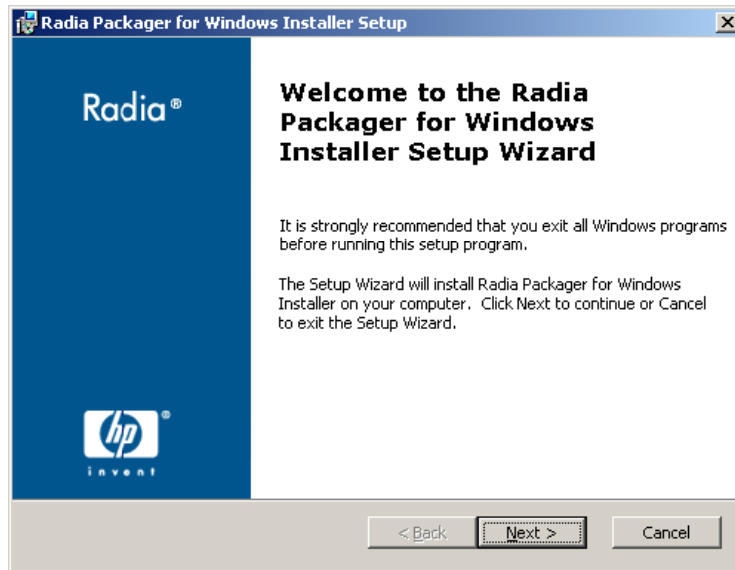 Radia Packager for Windows Installer Setup
Radia®
Welcome to the Radia
Packager for Windows
Installer Setup Wizard
It is strongly recommended that you exit all Windows programs
before running this setup program.
The Setup Wizard will install Radia Packager for Windows
Installer on your computer. Click Next to continue or Cancel
to exit the Setup Wizard.
hp®
invent
< Back
Next >
Cancel